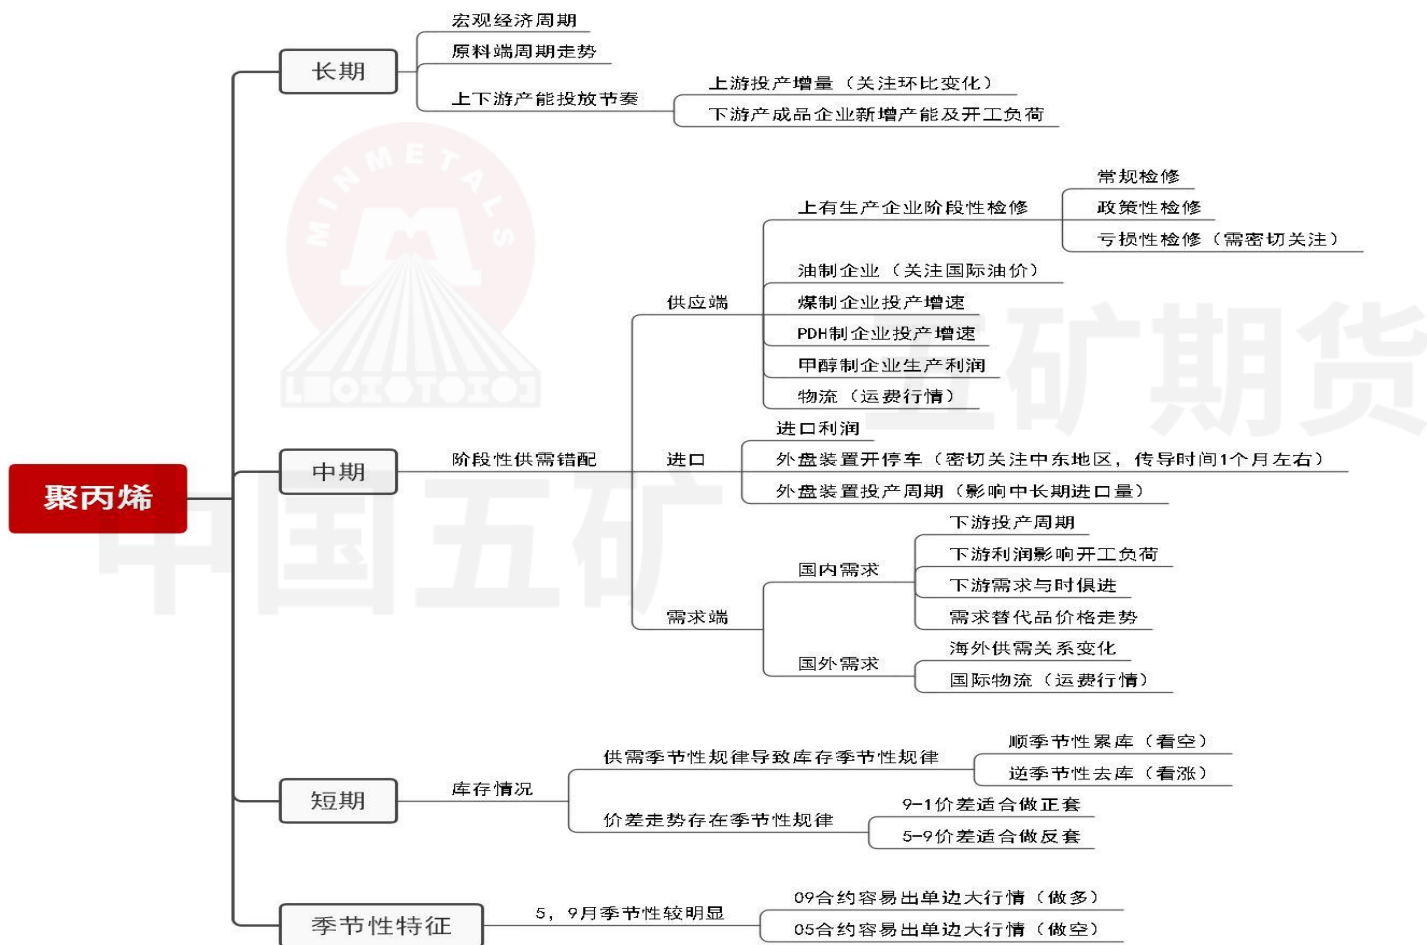 聚丙烯
长期
宏观经济周期
原料端周期走势
上下游产能投放节奏
上游投产增量（关注环比变化）
下游产成品企业新增产能及开工负荷
中期
阶段性供需错配
供应端
上有生产企业阶段性检修
常规检修
政策性检修
亏损性检修（需密切关注）
油制企业（关注国际油价）
煤制企业投产增速
PDH制企业投产增速
甲醇制企业生产利润
物流（运费行情）
进口
进口利润
外盘装置开停车（密切关注中东地区，传导时间1个月左右）
外盘装置投产周期（影响中长期进口量）
需求端
国内需求
下游投产周期
下游利润影响开工负荷
下游需求与时俱进
需求替代品价格走势
国外需求
海外供需关系变化
国际物流（运费行情）
短期
库存情况
供需季节性规律导致库存季节性规律
顺季节性累库（看空）
逆季节性去库（看涨）
价差走势存在季节性规律
9-1价差适合做正套
5-9价差适合做反套
季节性特征
5，9月季节性较明显
09合约容易出单边大行情（做多）
05合约容易出单边大行情（做空）
MINMETALS
中国五矿
五矿期货